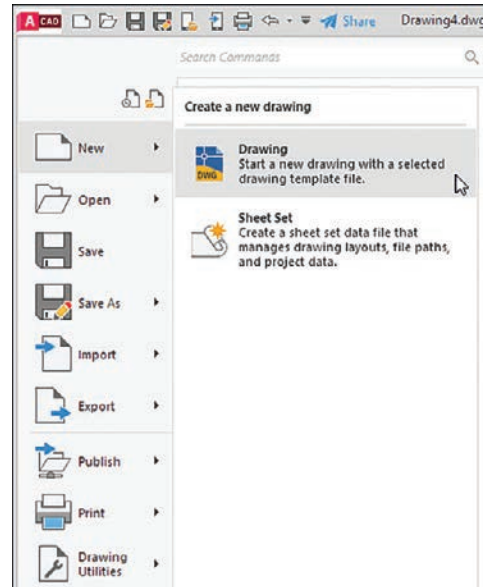 A CAD Share Drawing4.dwg
Search Commands
Create a new drawing
New
Drawing
Start a new drawing with a selected
drawing template file.
DWG
Open
Sheet Set
Create a sheet set data file that
manages drawing layouts, file paths,
and project data.
Save
Save As
Import
Export
Publish
Print
Drawing
Utilities